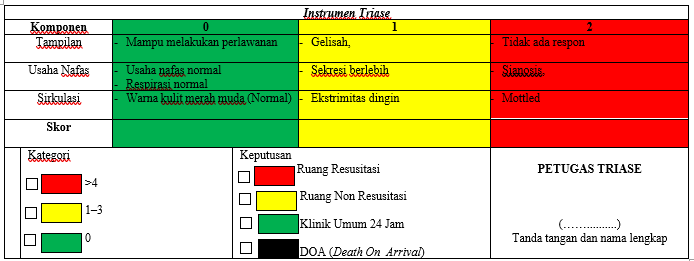 Instrumen Triase
Komponen 0 1 2
Tampilan - Mampu melakukan perlawanan - Gelisah, - Tidak ada respon
Usaha Nafas - Usaha nafas normal - Sekresi berlebih - Sianosis
- Respirasi normal
Sirkulasi - Warna kulit merah muda (Normal) - Ekstrimitas dingin - Mottled
Skor
Kategori
>4
1–3
0
Keputusan
Ruang Resusitasi
Ruang Non Resusitasi
Klinik Umum 24 Jam
DOA (Death On Arrival)
PETUGAS TRIASE
(…….........)
Tanda tangan dan nama lengkap